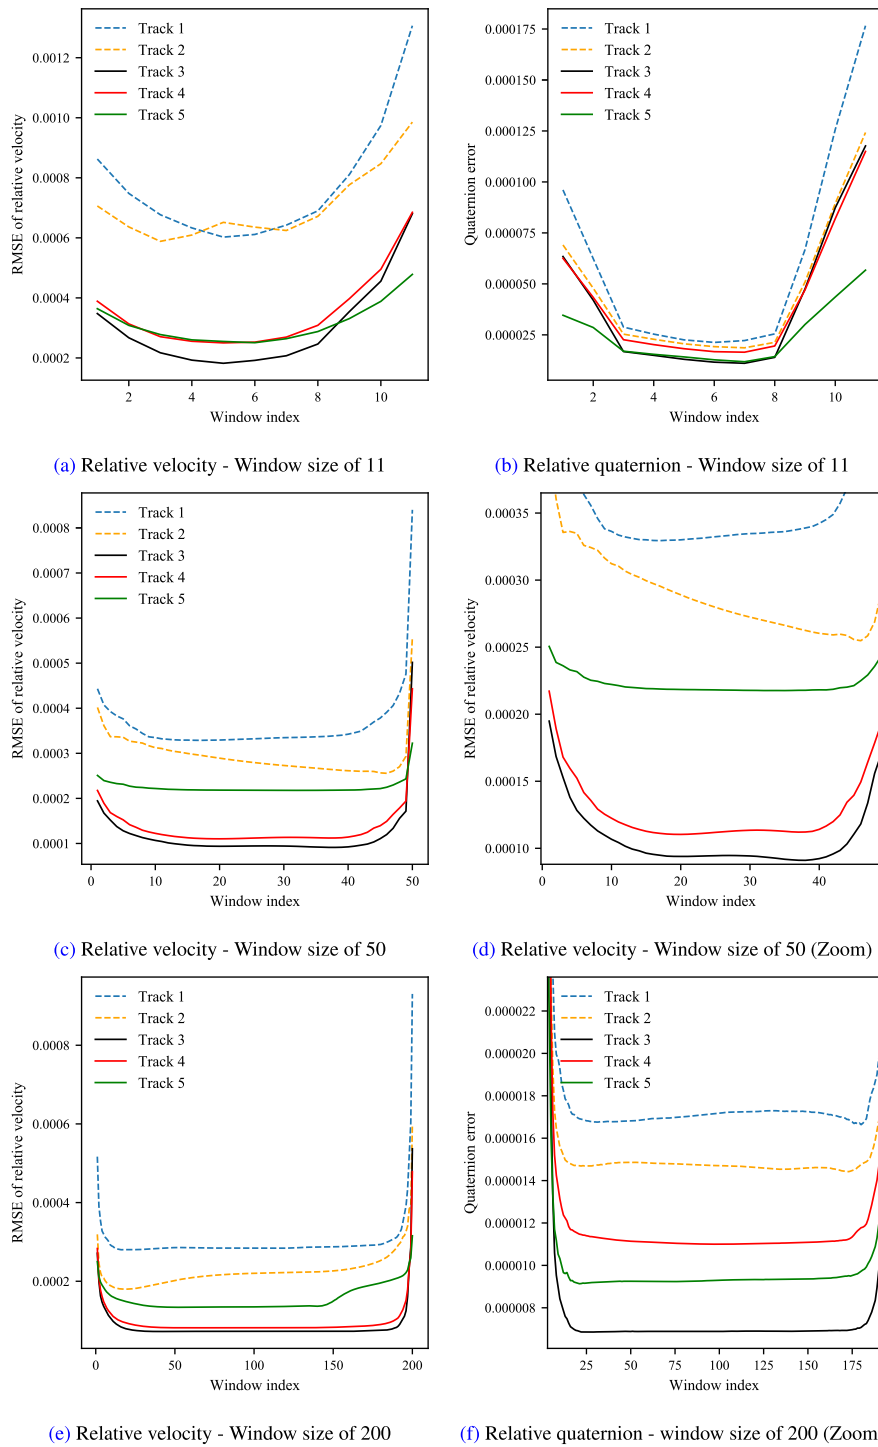 Track 1
Track 2
Track 3
Track 4
Track 5
0.0012
0.0010
0.0008
0.0006
0.0004
0.0002
RMSE of relative velocity
2 4 6 8 10
Window index
(a) Relative velocity - Window size of 11
Track 1
Track 2
Track 3
Track 4
Track 5
0.000175
0.000150
0.000125
0.000100
0.000075
0.000050
0.000025
Quaternion error
2 4 6 8 10
Window index
(b) Relative quaternion - Window size of 11
Track 1
Track 2
Track 3
Track 4
Track 5
0.0008
0.0007
0.0006
0.0005
0.0004
0.0003
0.0002
0.0001
RMSE of relative velocity
0 10 20 30 40 50
Window index
(c) Relative velocity - Window size of 50
0.00035
0.00030
0.00025
0.00020
0.00015
0.00010
RMSE of relative velocity
0 20 40
Window index
(d) Relative velocity - Window size of 50 (Zoom)
Track 1
Track 2
Track 3
Track 4
Track 5
0.0008
0.0006
0.0004
0.0002
RMSE of relative velocity
0 50 100 150 200
Window index
(e) Relative velocity - Window size of 200
Track 1
Track 2
Track 3
Track 4
Track 5
0.000022
0.000020
0.000018
0.000016
0.000014
0.000012
0.000010
0.000008
Quaternion error
25 50 75 100 125 150 175
Window index
(f) Relative quaternion - window size of 200 (Zoom